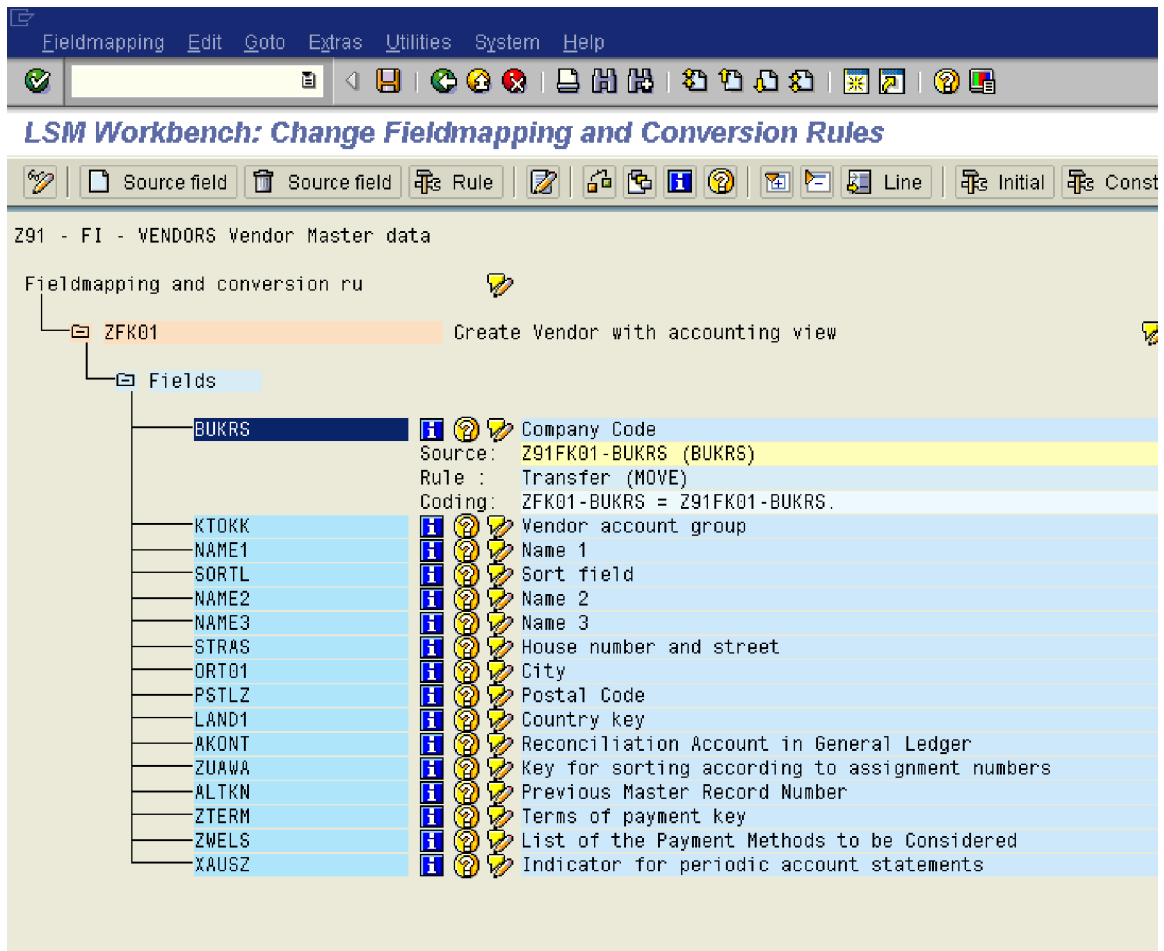 Fieldmapping Edit Goto Extras Utilities System Help
LSM Workbench: Change Fieldmapping and Conversion Rules
Source field Source field Rule Line Initial Const
Z91 - FI - VENDORS Vendor Master data
Fieldmapping and conversion ru
ZFK01 Create Vendor with accounting view
Fields
BUKRS Company Code
Source: Z91FK01-BUKRS (BUKRS)
Rule : Transfer (MOVE)
Coding: ZFK01-BUKRS = Z91FK01-BUKRS.
KTOKK Vendor account group
NAME1 Name 1
SORTL Sort field
NAME2 Name 2
NAME3 Name 3
STRAS House number and street
ORT01 City
PSTLZ Postal Code
LAND1 Country key
AKONT Reconciliation Account in General Ledger
ZUAWA Key for sorting according to assignment numbers
ALTKN Previous Master Record Number
ZTERM Terms of payment key
ZWELS List of the Payment Methods to be Considered
XAUSZ Indicator for periodic account statements